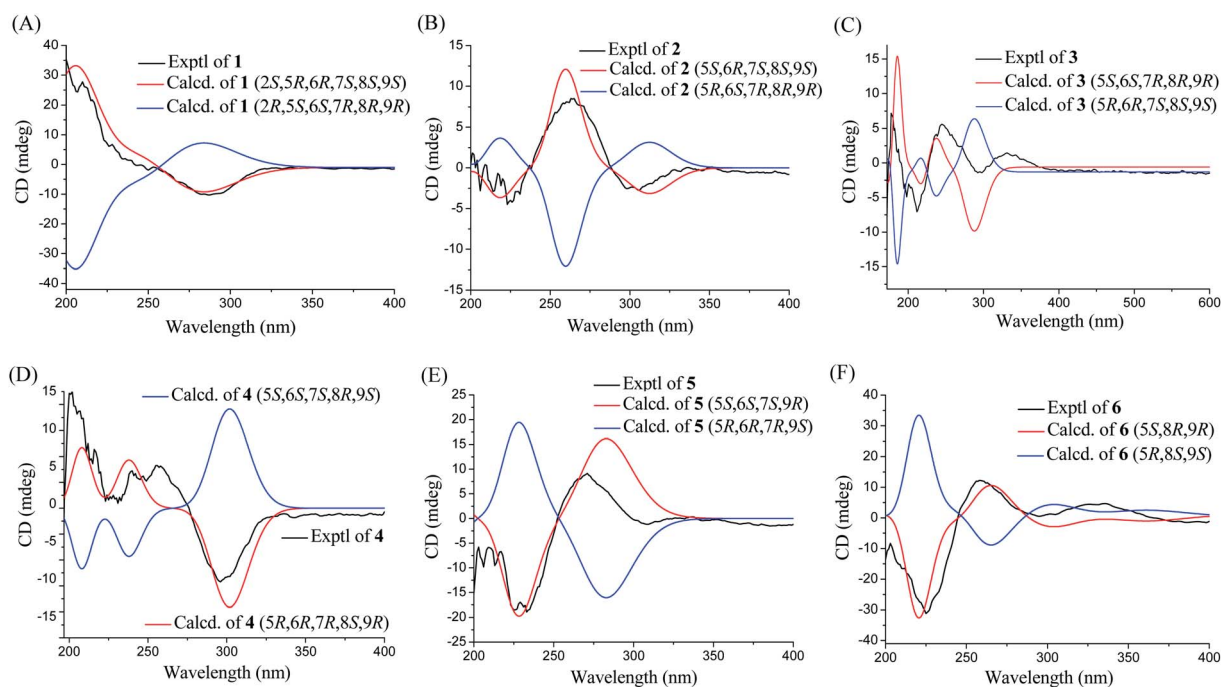 (A)
Exptl of 1
Calcd. of 1 (2S,5R,6R,7S,8S,9S)
Calcd. of 1 (2R,5S,6S,7R,8R,9R)
CD (mdeg)
40
30
20
10
0
-10
-20
-30
-40
200 250 300 350 400
Wavelength (nm)
(B)
Exptl of 2
Calcd. of 2 (5S,6R,7S,8S,9S)
Calcd. of 2 (5R,6S,7R,8R,9R)
CD (mdeg)
15
10
5
0
-5
-10
-15
200 250 300 350 400
Wavelength (nm)
(C)
Exptl of 3
Calcd. of 3 (5S,6S,7R,8R,9R)
Calcd. of 3 (5R,6R,7S,8S,9S)
CD (mdeg)
15
10
5
0
-5
-10
-15
200 300 400 500 600
Wavelength (nm)
(D)
Calcd. of 4 (5S,6S,7S,8R,9S)
Exptl of 4
Calcd. of 4 (5R,6R,7R,8S,9R)
CD (mdeg)
15
10
5
0
-5
-10
-15
200 250 300 350 400
Wavelength (nm)
(E)
Exptl of 5
Calcd. of 5 (5S,6S,7S,9R)
Calcd. of 5 (5R,6R,7R,9S)
CD (mdeg)
25
20
15
10
5
0
-5
-10
-15
-20
-25
200 250 300 350 400
Wavelength (nm)
(F)
Exptl of 6
Calcd. of 6 (5S,8R,9R)
Calcd. of 6 (5R,8S,9S)
CD (mdeg)
40
30
20
10
0
-10
-20
-30
-40
200 250 300 350 400
Wavelength (nm)